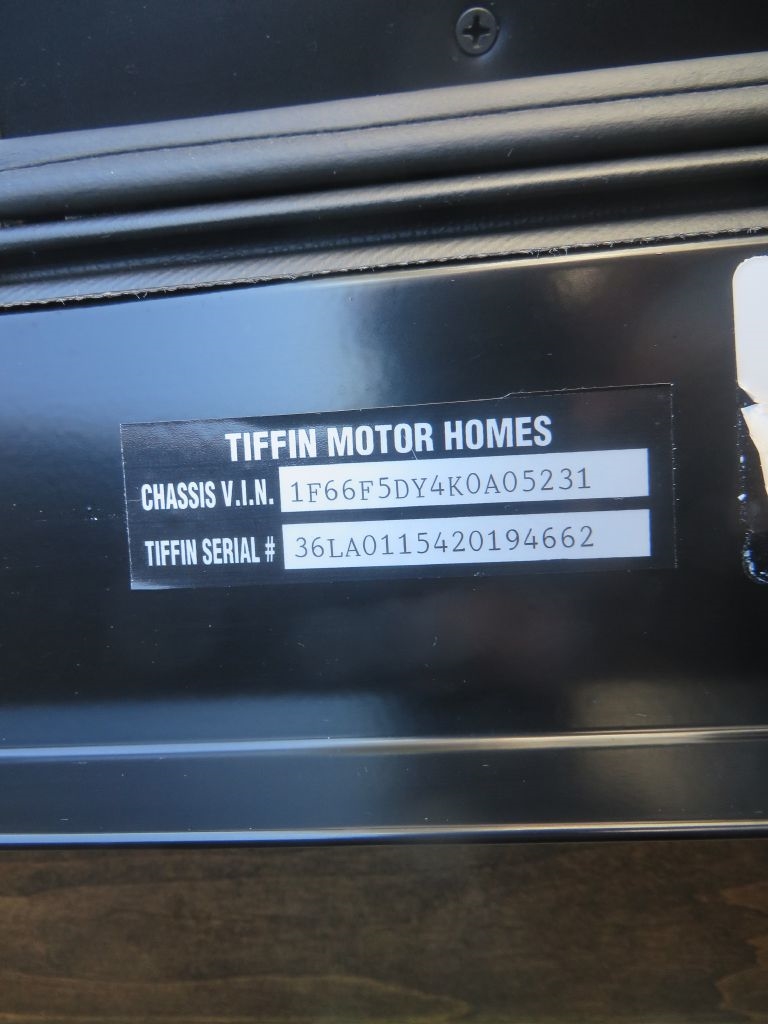 TIFFIN MOTOR HOMES
CHASSIS V.I.N. 1F66F5DY4K0A05231
TIFFIN SERIAL # 36LA0115420194662